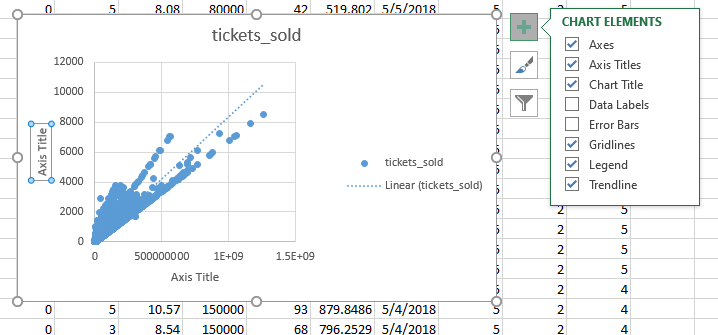 0 5 8.08 80000 42 519.802 5/5/2018 5 2 5
tickets_sold
12000
10000
8000
6000
4000
2000
0
0 500000000 1E+09 1.5E+09
Axis Title
Axis Title
tickets_sold
Linear (tickets_sold)
CHART ELEMENTS
Axes
Axis Titles
Chart Title
Data Labels
Error Bars
Gridlines
Legend
Trendline
2 5
2 5
2 5
2 5
2 4
0 5 10.57 150000 93 879.8486 5/4/2018 5 2 4
0 3 8.54 150000 68 796.2529 5/4/2018 5 2 4